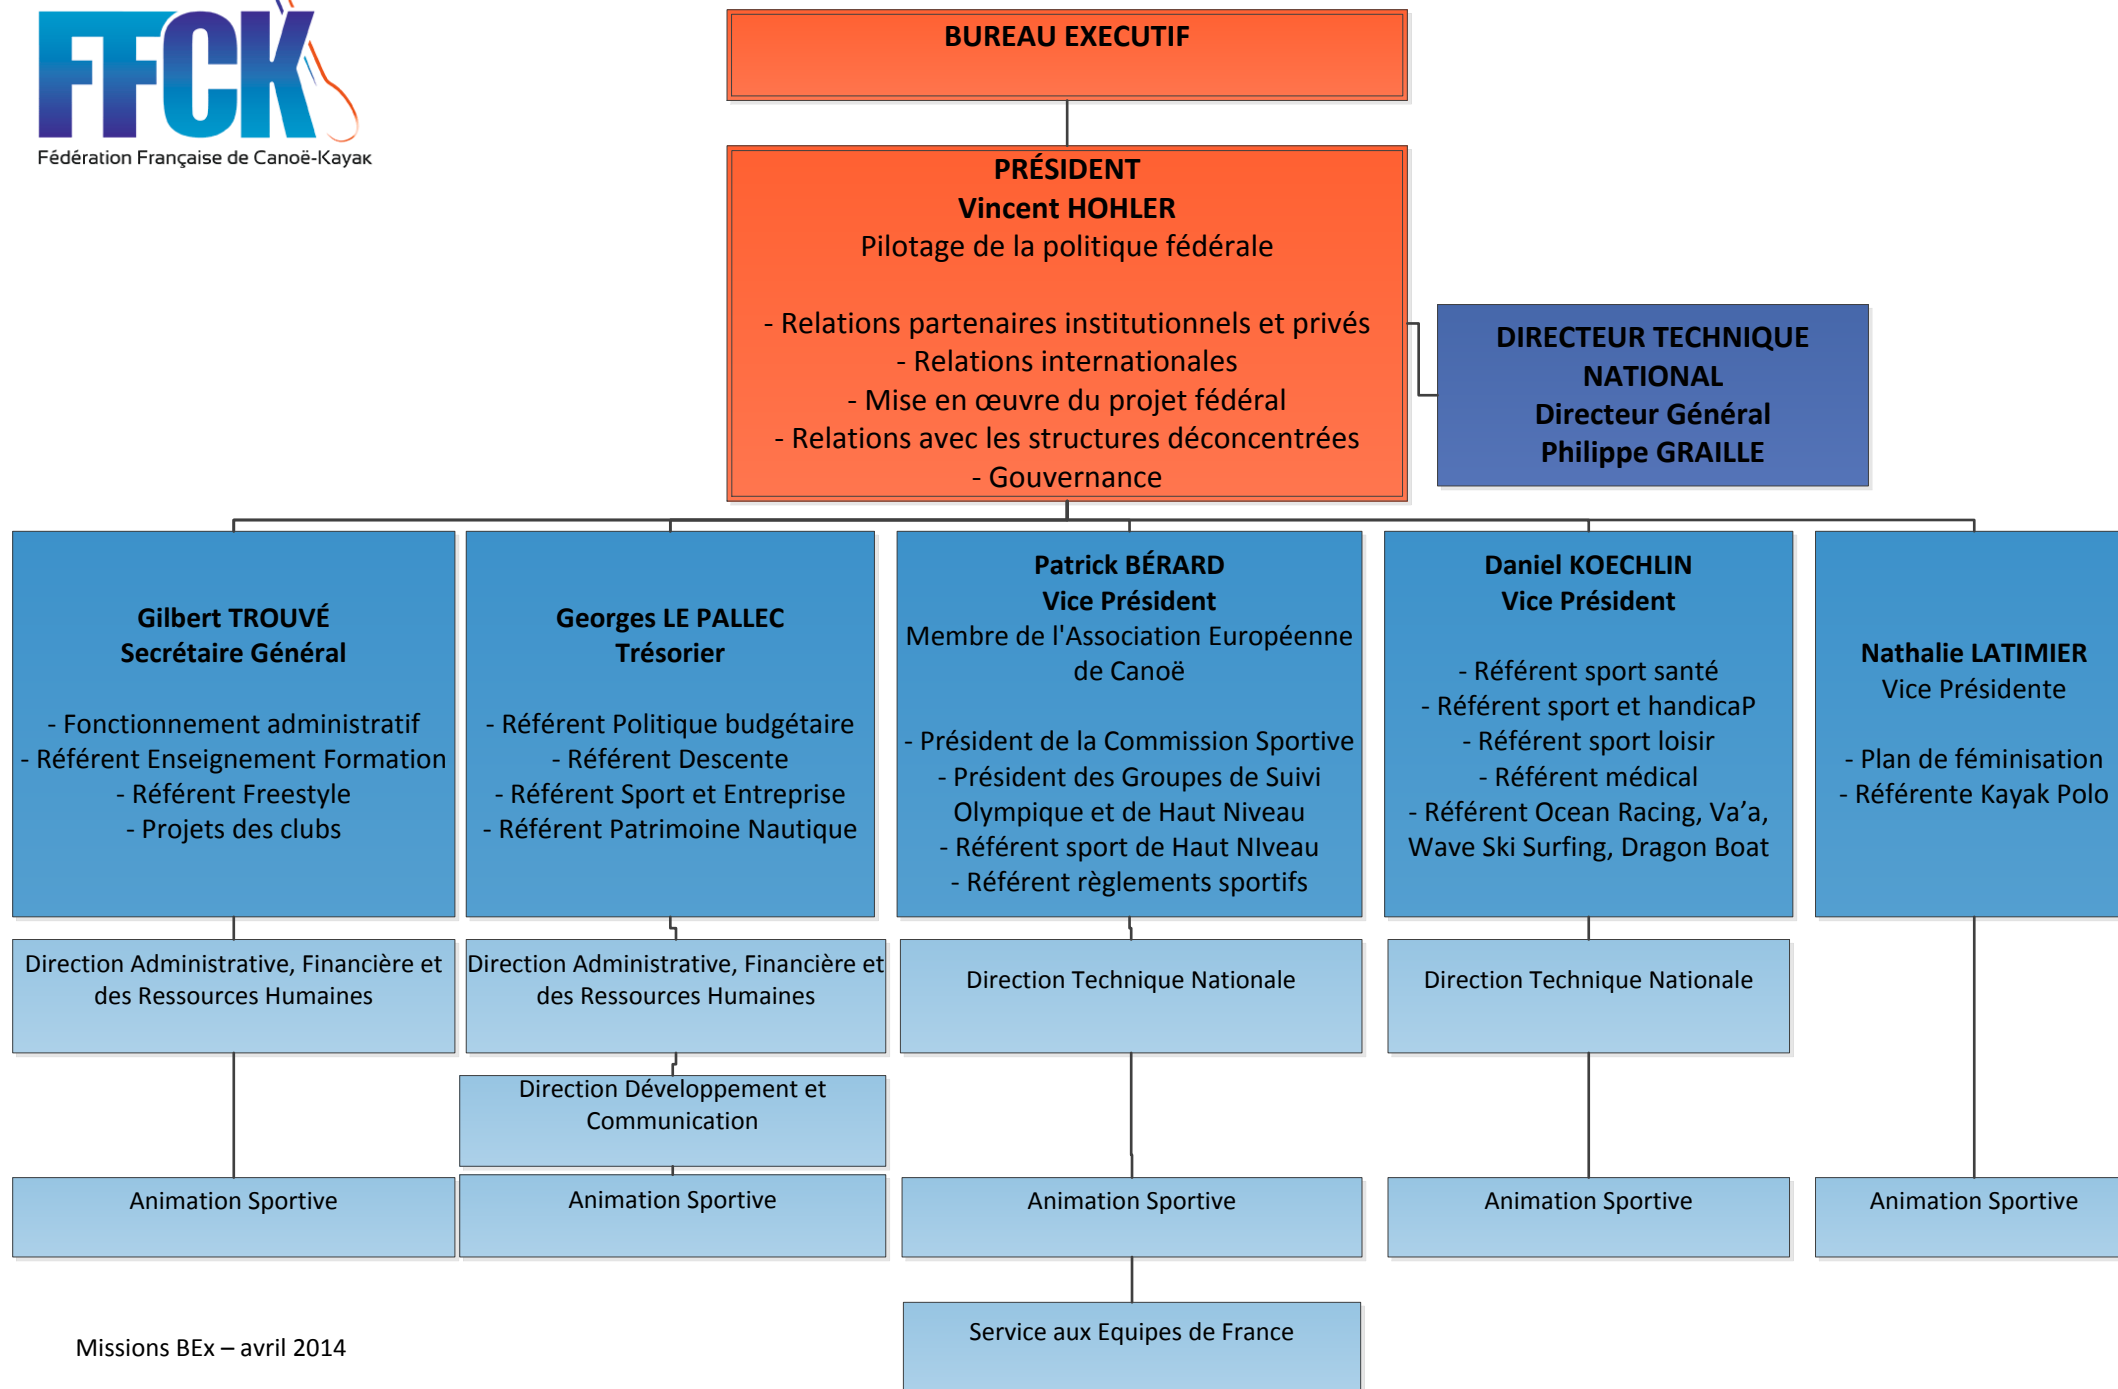 FFCK
Fédération Française de Canoë-Kayak
BUREAU EXECUTIF
PRÉSIDENT
Vincent HOHLER
Pilotage de la politique fédérale
- Relations partenaires institutionnels et privés
- Relations internationales
- Mise en œuvre du projet fédéral
- Relations avec les structures déconcentrées
- Gouvernance
DIRECTEUR TECHNIQUE
NATIONAL
Directeur Général
Philippe GRAILLE
Gilbert TROUVÉ
Secrétaire Général
- Fonctionnement administratif
- Référent Enseignement Formation
- Référent Freestyle
- Projets des clubs
Georges LE PALLEC
Trésorier
- Référent Politique budgétaire
- Référent Descente
- Référent Sport et Entreprise
- Référent Patrimoine Nautique
Patrick BÉRARD
Vice Président
Membre de l'Association Européenne
de Canoë
- Président de la Commission Sportive
- Président des Groupes de Suivi
Olympique et de Haut Niveau
- Référent sport de Haut NIveau
- Référent règlements sportifs
Daniel KOECHLIN
Vice Président
- Référent sport santé
- Référent sport et handicaP
- Référent sport loisir
- Référent médical
- Référent Ocean Racing, Va’a,
Wave Ski Surfing, Dragon Boat
Nathalie LATIMIER
Vice Présidente
- Plan de féminisation
- Référente Kayak Polo
Direction Administrative, Financière et
des Ressources Humaines
Direction Administrative, Financière et
des Ressources Humaines
Direction Technique Nationale
Direction Technique Nationale
Direction Développement et
Communication
Animation Sportive
Animation Sportive
Animation Sportive
Animation Sportive
Animation Sportive
Service aux Equipes de France
Missions BEx – avril 2014